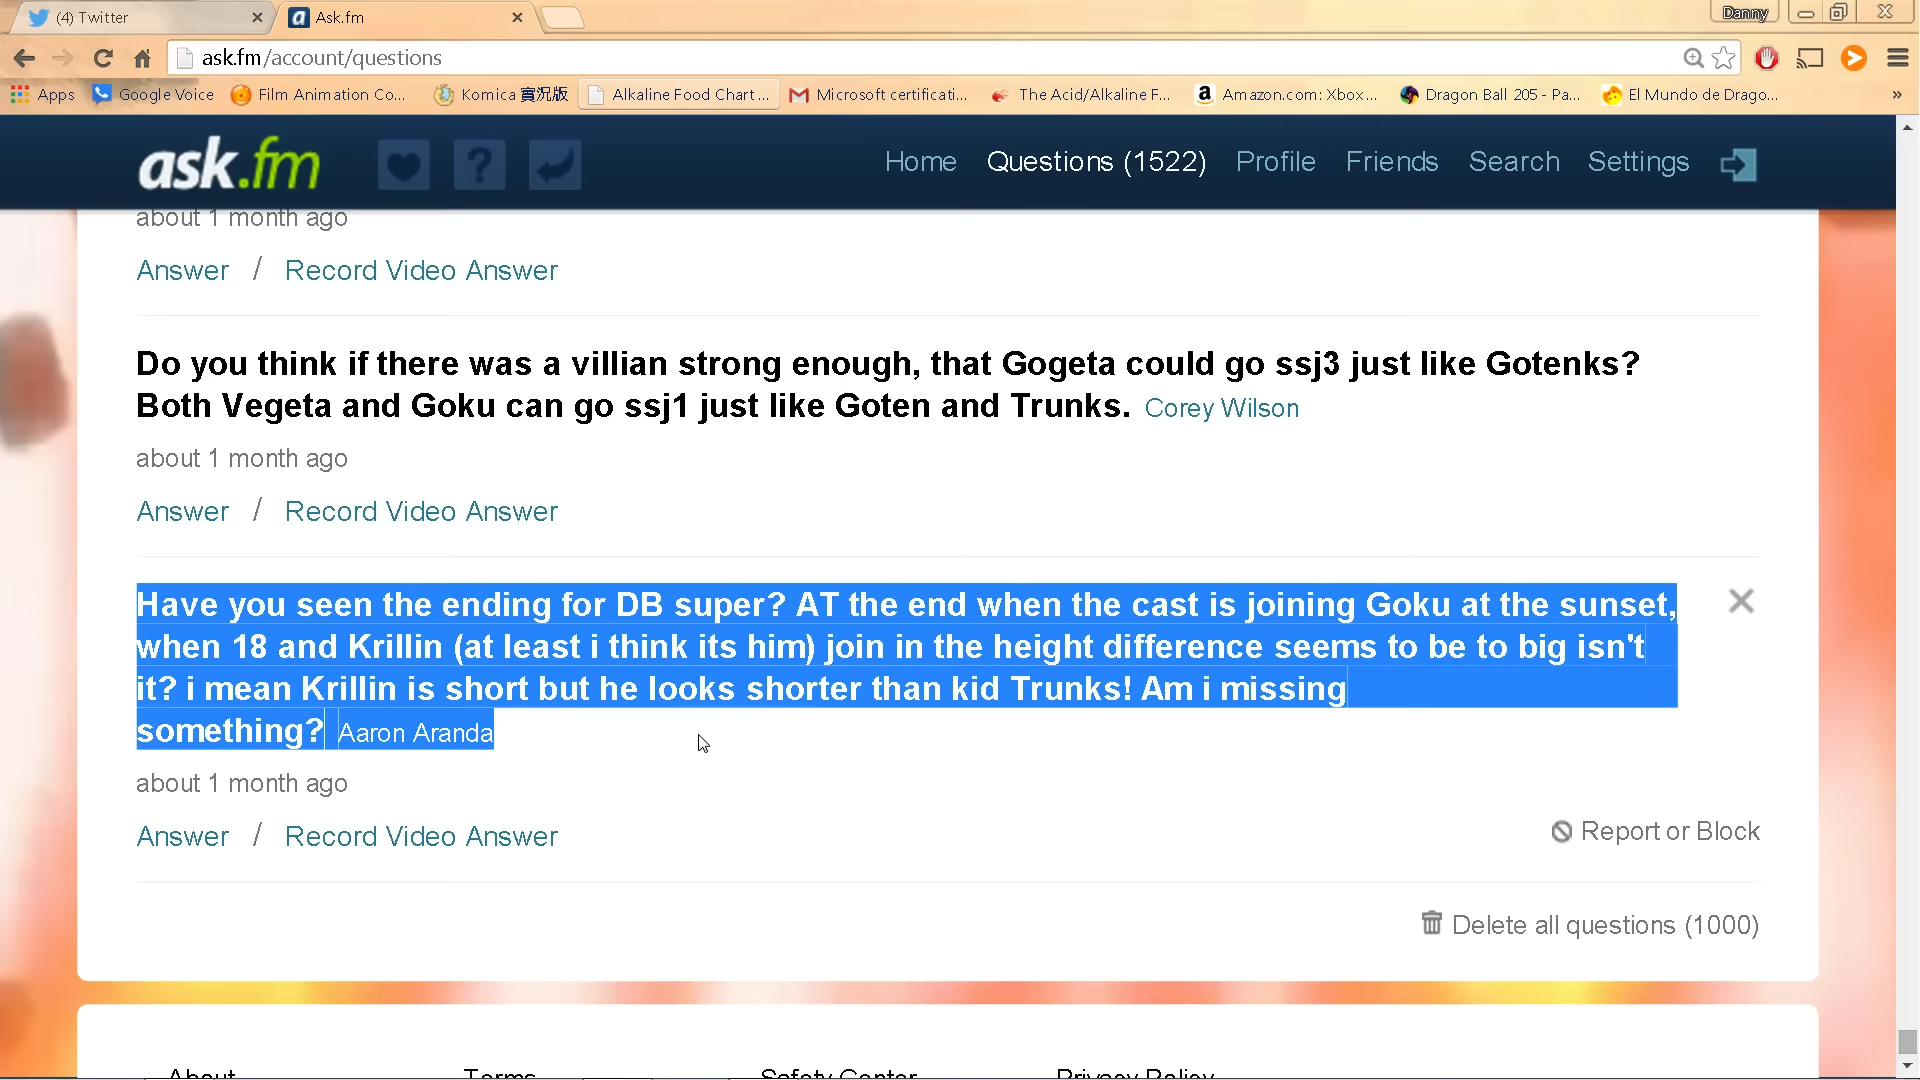 (4) Twitter
Ask.fm
Danny
ask.fm/account/questions
Apps
Google Voice
Film Animation Co...
Komica 實況版
Alkaline Food Chart ...
Microsoft certificati...
The Acid/Alkaline F...
Amazon.com: Xbox...
Dragon Ball 205 - Pa...
El Mundo de Drago...
»
ask.fm
Home
Questions (1522)
Profile
Friends
Search
Settings
about 1 month ago
Answer / Record Video Answer
Do you think if there was a villian strong enough, that Gogeta could go ssj3 just like Gotenks?
Both Vegeta and Goku can go ssj1 just like Goten and Trunks. Corey Wilson
about 1 month ago
Answer / Record Video Answer
Have you seen the ending for DB super? AT the end when the cast is joining Goku at the sunset,
when 18 and Krillin (at least i think its him) join in the height difference seems to be to big isn't
it? i mean Krillin is short but he looks shorter than kid Trunks! Am i missing
something? Aaron Aranda
about 1 month ago
Answer / Record Video Answer
Report or Block
Delete all questions (1000)
About
Terms
Safety Center
Privacy Policy